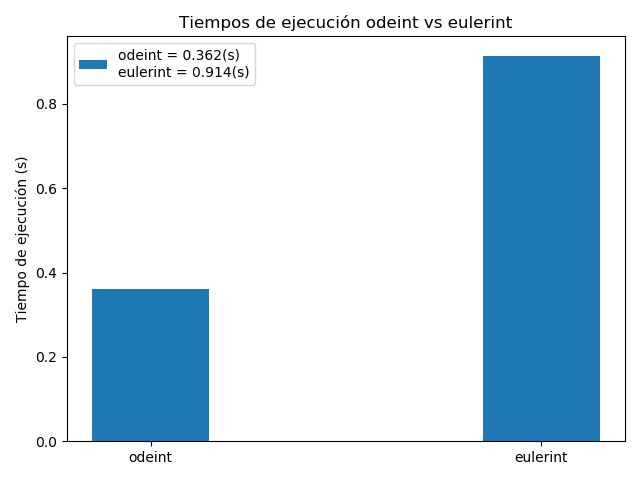 Tiempos de ejecución odeint vs eulerint
odeint = 0.362(s)
eulerint = 0.914(s)
Tiempo de ejecución (s)
0.8
0.6
0.4
0.2
0.0
odeint
eulerint